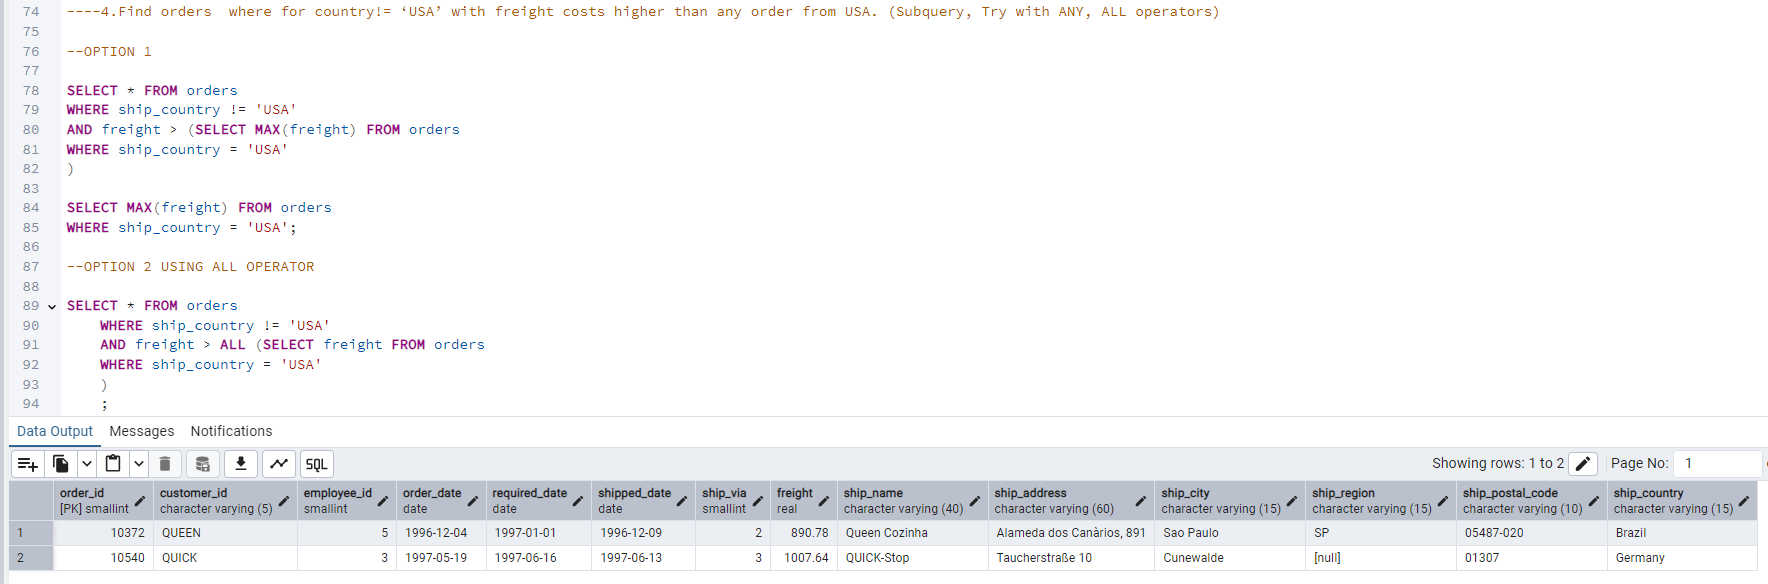 74 ----4.Find orders  where for country!= ‘USA’ with freight costs higher than any order from USA. (Subquery, Try with ANY, ALL operators)
75
76 --OPTION 1
77
78 SELECT * FROM orders
79 WHERE ship_country != 'USA'
80 AND freight > (SELECT MAX(freight) FROM orders
81 WHERE ship_country = 'USA'
82 )
83
84 SELECT MAX(freight) FROM orders
85 WHERE ship_country = 'USA';
86
87 --OPTION 2 USING ALL OPERATOR
88
89 SELECT * FROM orders
90     WHERE ship_country != 'USA'
91     AND freight > ALL (SELECT freight FROM orders
92     WHERE ship_country = 'USA'
93     )
94     ;
Data Output Messages Notifications
SQL Showing rows: 1 to 2 Page No: 1
order_id customer_id employee_id order_date required_date shipped_date ship_via freight ship_name ship_address ship_city ship_region ship_postal_code ship_country
[PK] smallint character varying (5) smallint date date date smallint real character varying (40) character varying (60) character varying (15) character varying (15) character varying (10) character varying (15)
1 10372 QUEEN 5 1996-12-04 1997-01-01 1996-12-09 2 890.78 Queen Cozinha Alameda dos Canàrios, 891 Sao Paulo SP 05487-020 Brazil
2 10540 QUICK 3 1997-05-19 1997-06-16 1997-06-13 3 1007.64 QUICK-Stop Taucherstraße 10 Cunewalde [null] 01307 Germany